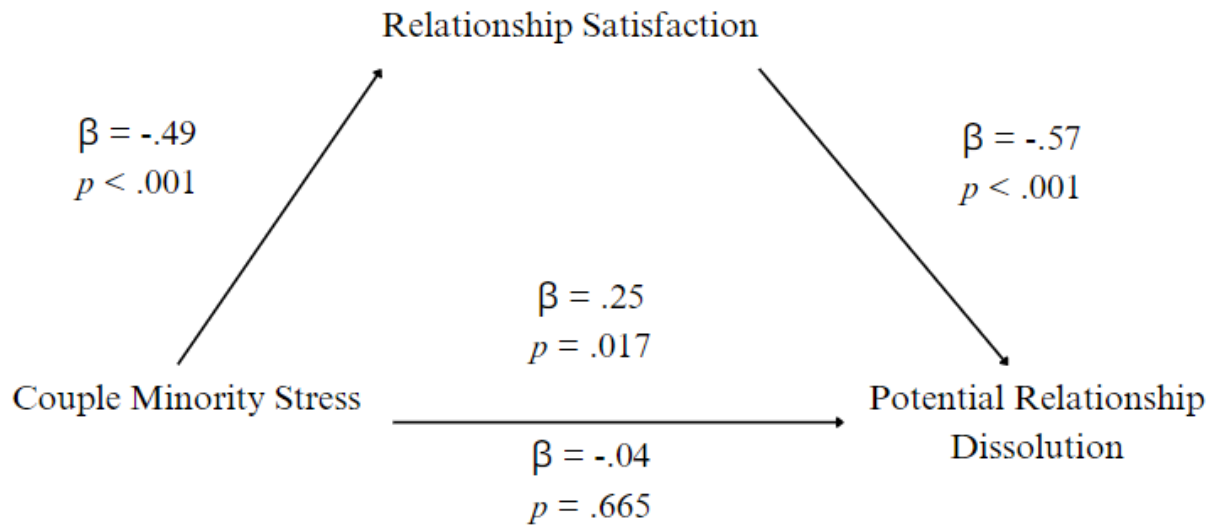 Relationship Satisfaction
β = -.49
p < .001
β = -.57
p < .001
β = .25
p = .017
Couple Minority Stress
Potential Relationship
Dissolution
β = -.04
p = .665